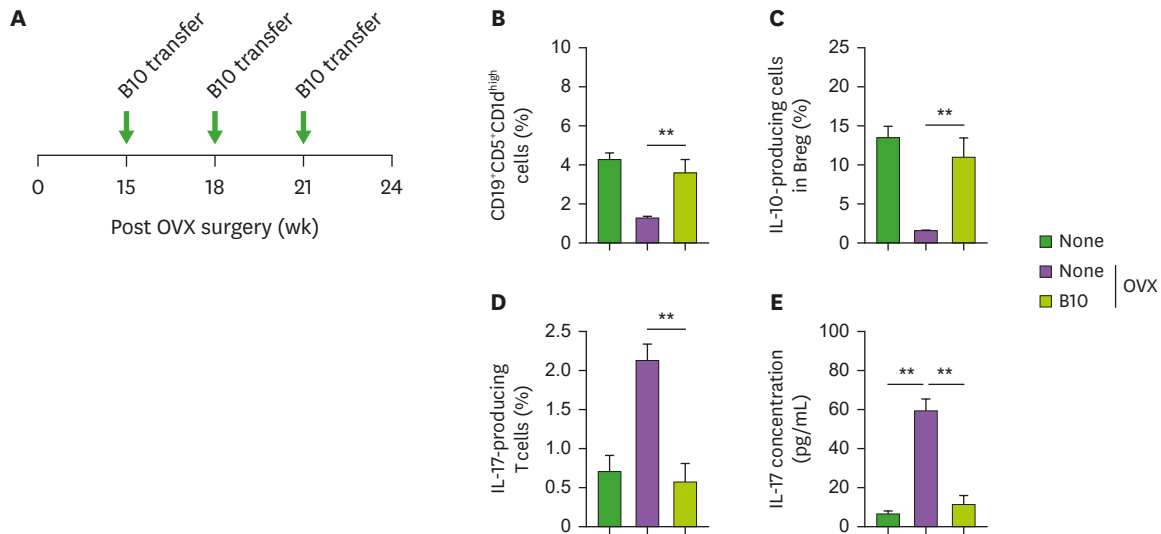 A
B10 transfer
B10 transfer
B10 transfer
0
15
18
21
24
Post OVX surgery (wk)
B
CD19⁺CD5⁺CD1dʰⁱᵍʰ
cells (%)
10
8
6
4
2
0
**
C
IL-10-producing cells
in Breg (%)
25
20
15
10
5
0
**
None
None
B10
OVX
D
IL-17-producing
T cells (%)
2.5
2.0
1.5
1.0
0.5
0
**
E
IL-17 concentration
(pg/mL)
100
80
60
40
20
0
**
**